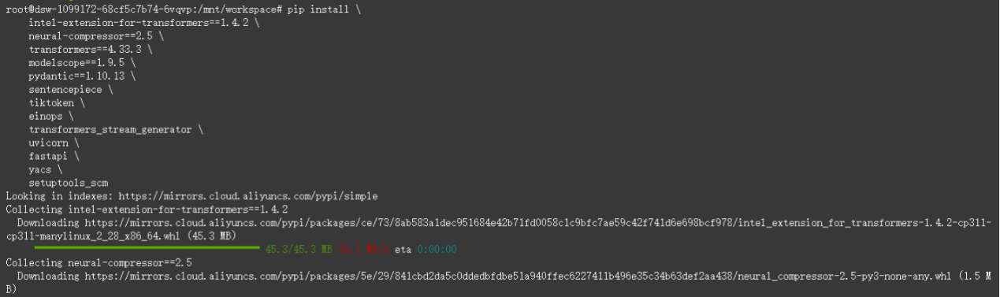 root@dsw-1099172-68cf5c7b74-6vqvp:/mnt/workspace# pip install \
intel-extension-for-transformers==1.4.2 \
neural-compressor==2.5 \
transformers==4.33.3 \
modelscope==1.9.5 \
pydantic==1.10.13 \
sentencepiece \
tiktoken \
einops \
transformers_stream_generator \
uvicorn \
fastapi \
yacs \
setuptools_scm
Looking in indexes: https://mirrors.cloud.aliyuncs.com/pypi/simple
Collecting intel-extension-for-transformers==1.4.2
Downloading https://mirrors.cloud.aliyuncs.com/pypi/packages/ce/73/8ab583a1dec951684e42b71fd0058c1c9bfc7ae59c42f741d6e698bcf978/intel_extension_for_transformers-1.4.2-cp311-
cp311-manylinux_2_28_x86_64.whl (45.3 MB)
45.3/45.3 MB eta 0:00:00
Collecting neural-compressor==2.5
Downloading https://mirrors.cloud.aliyuncs.com/pypi/packages/5e/29/841cbd2da5c0ddedbfdbe51a940ffec6227411b496e35c34b63def2aa438/neural_compressor-2.5-py3-none-any.whl (1.5 M
B)